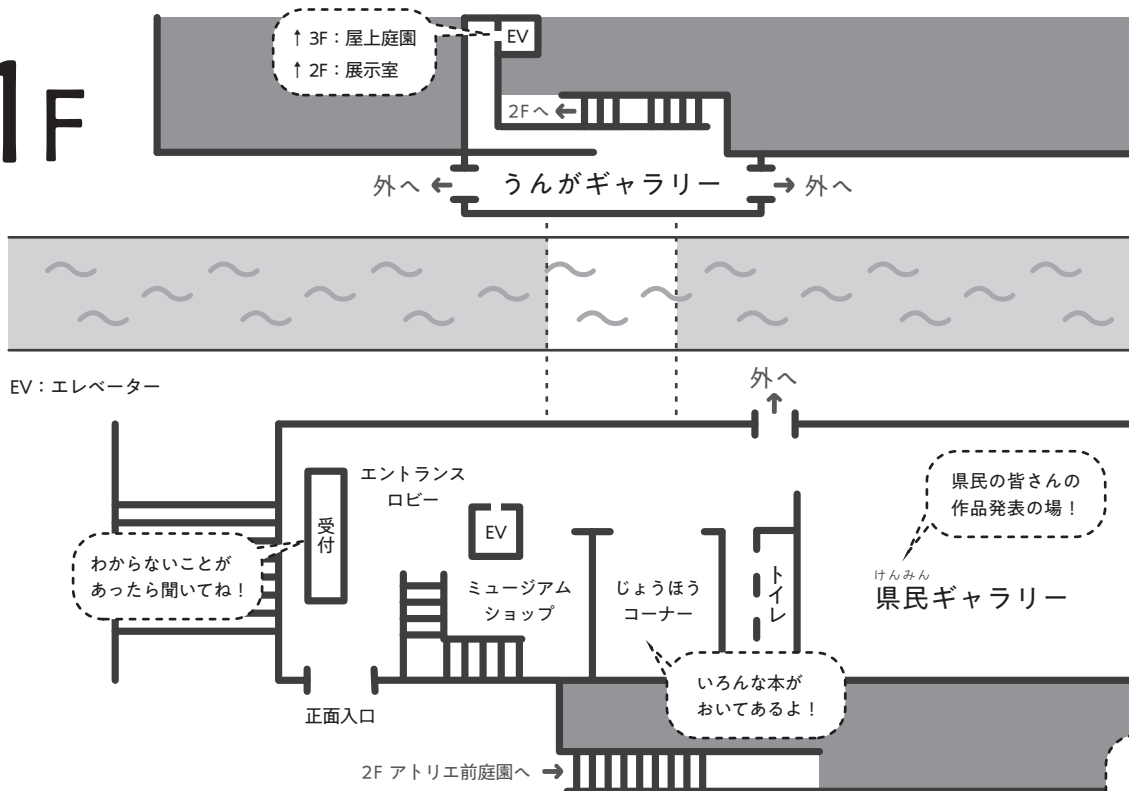 1F
↑ 3F：屋上庭園
↑ 2F：展示室
EV
2Fへ ←
外へ ←
うんがギャラリー
→ 外へ
EV：エレベーター
外へ
↑
エントランス
ロビー
受付
EV
わからないことが
あったら聞いてね！
ミュージアム
ショップ
じょうほう
コーナー
トイレ
県民の皆さんの
作品発表の場！
けんみん
県民ギャラリー
いろんな本が
おいてあるよ！
正面入口
2F アトリエ前庭園へ →